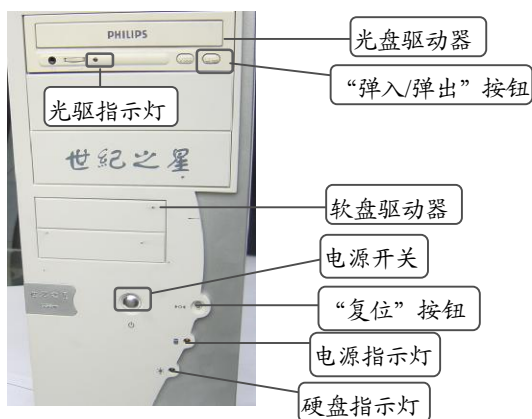 PHILIPS
光盘驱动器
“弹入/弹出”按钮
光驱指示灯
世纪之星
软盘驱动器
电源开关
“复位”按钮
电源指示灯
硬盘指示灯